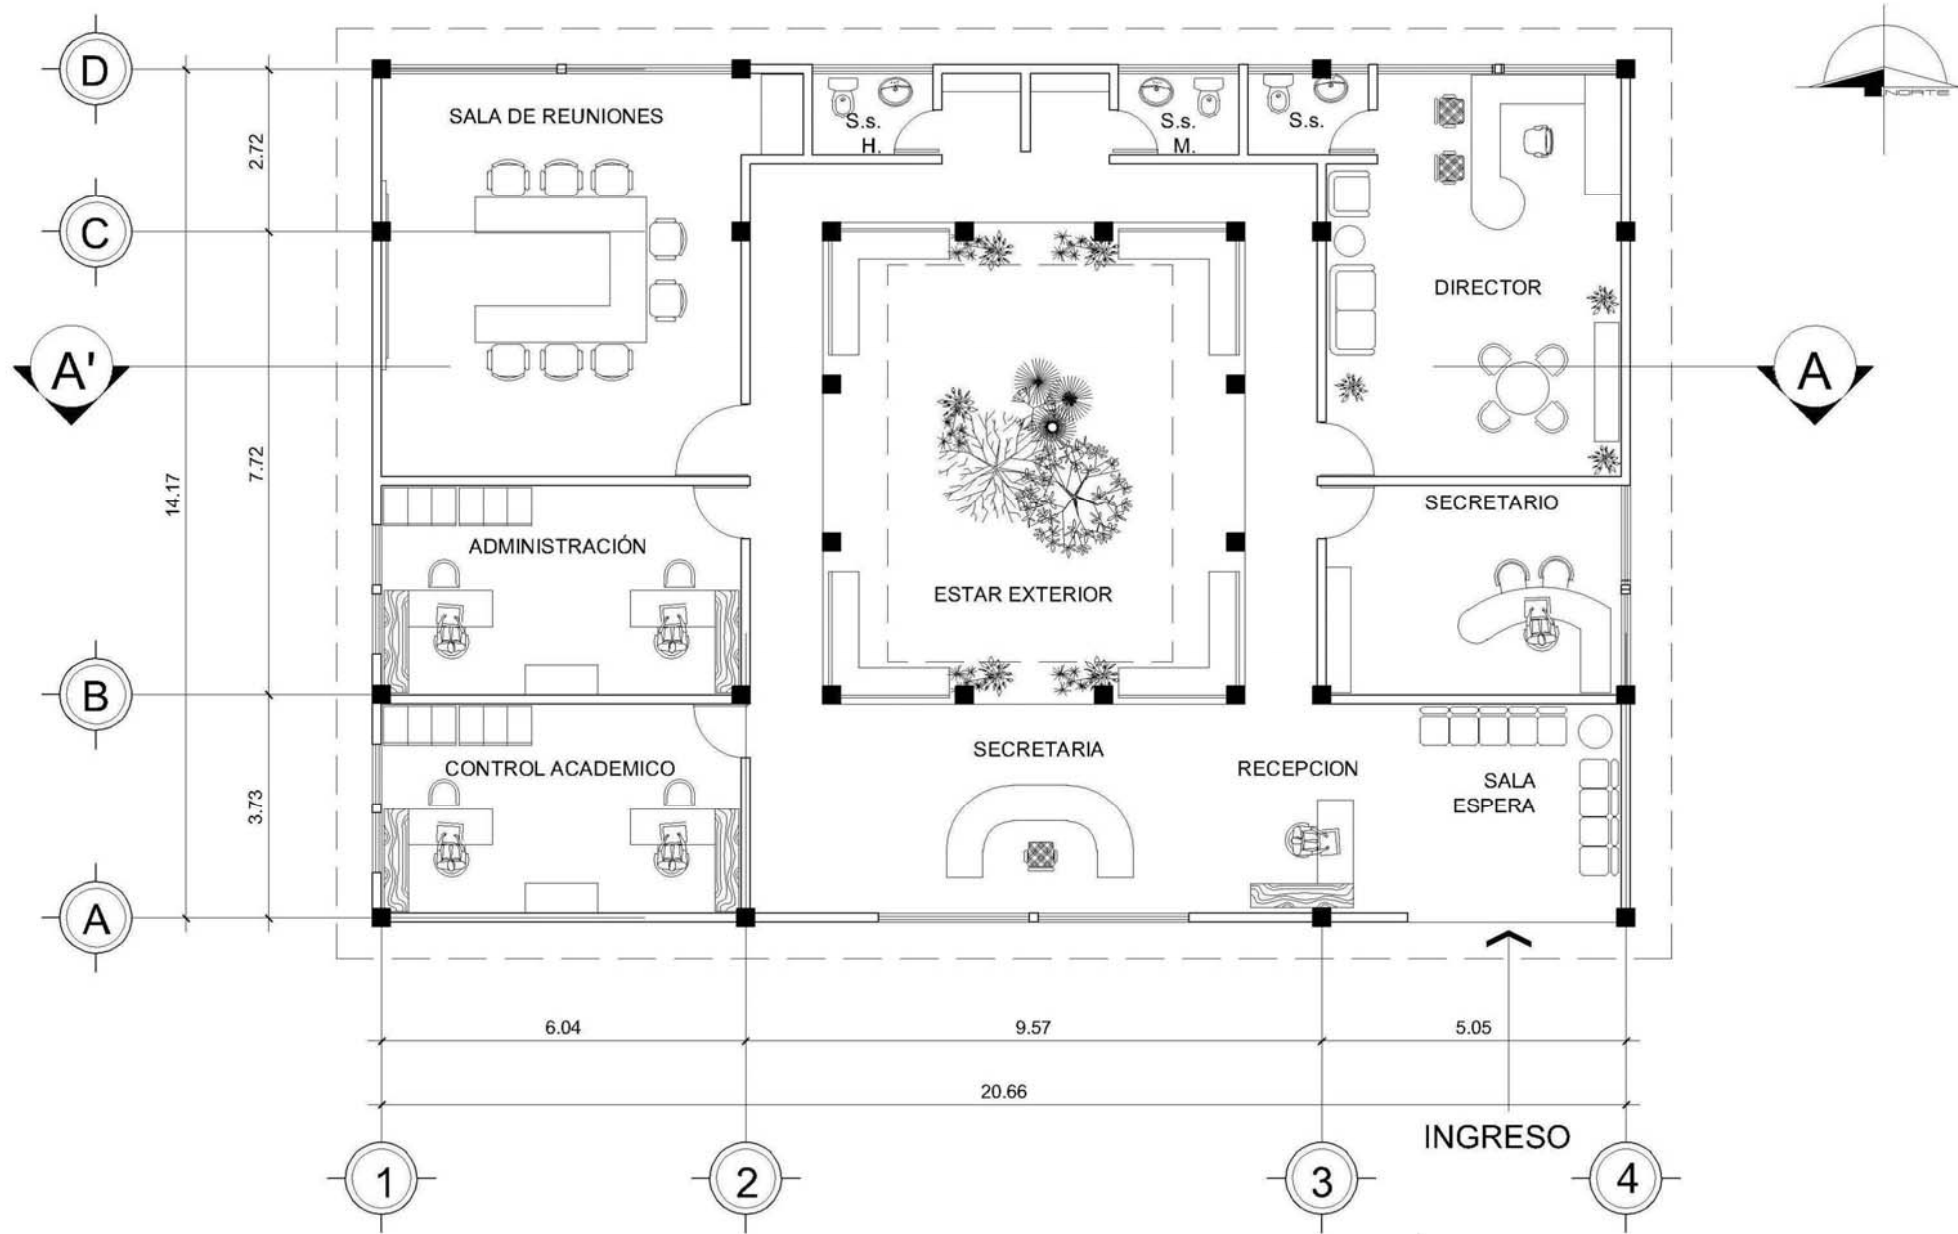 D
NORTE
SALA DE REUNIONES
S.s.
H.
S.s.
M.
S.s.
2.72
C
DIRECTOR
A'
A
14.17
7.72
SECRETARIO
ADMINISTRACIÓN
ESTAR EXTERIOR
B
SECRETARIA
CONTROL ACADEMICO
RECEPCION
SALA
ESPERA
3.73
A
6.04
9.57
5.05
20.66
INGRESO
1
2
3
4